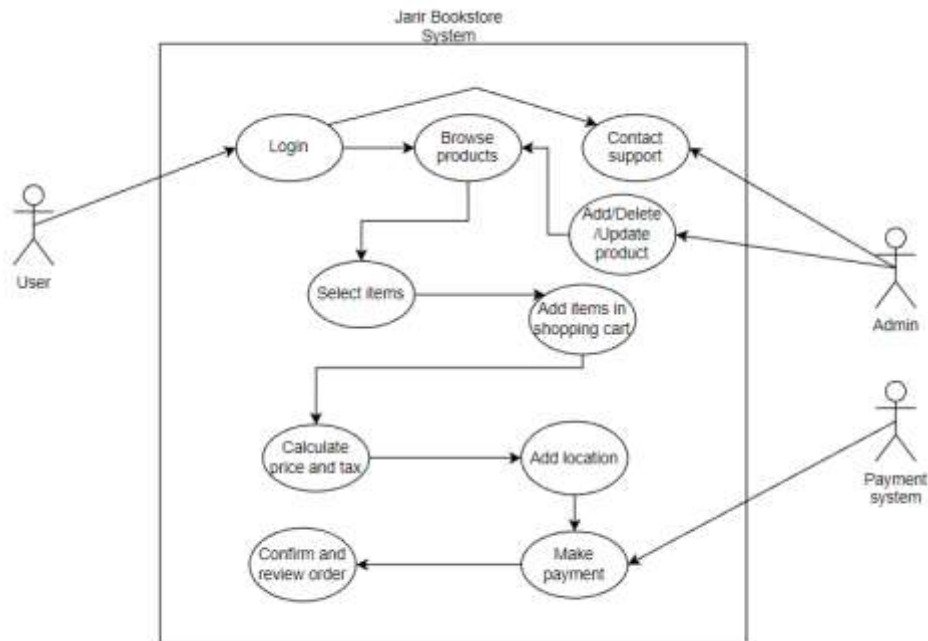 Jarir Bookstore
System
Login
Browse
products
Contact
support
Add/Delete
/Update
product
User
Select items
Add items in
shopping cart
Admin
Calculate
price and tax
Add location
Payment
system
Confirm and
review order
Make
payment